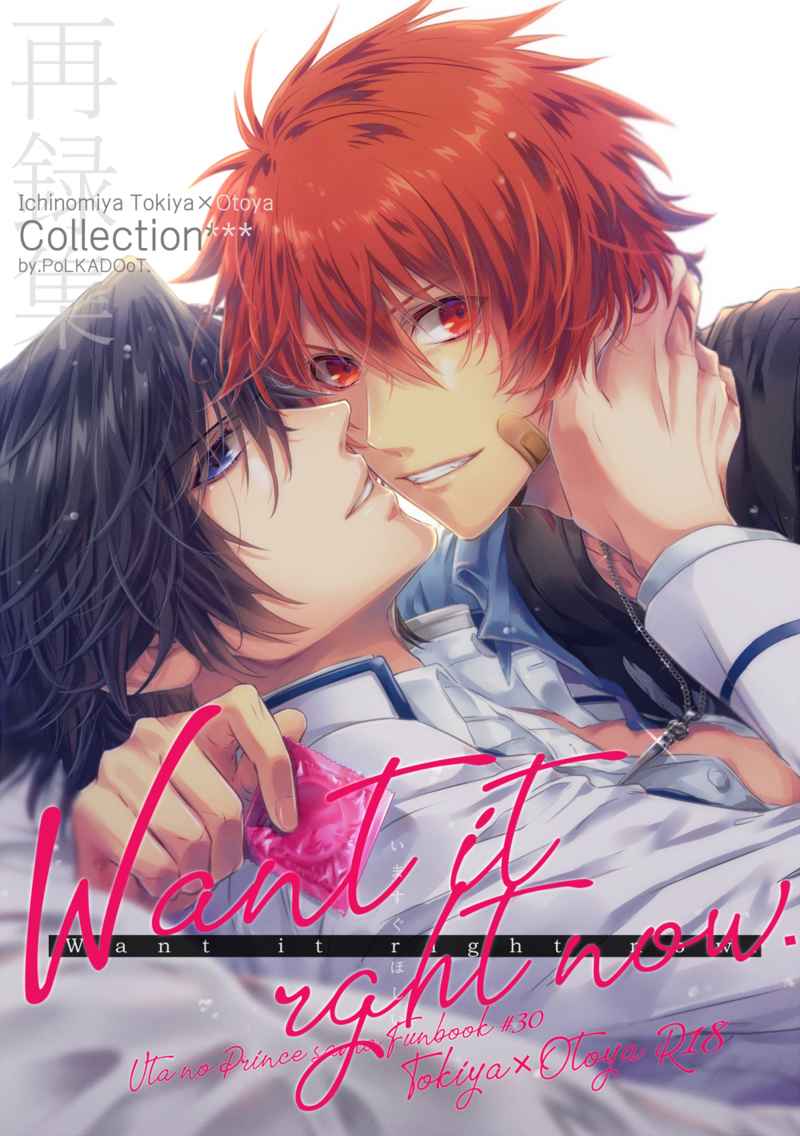 再録集
Ichinomiya Tokiya×Otoya
Collection***
by.PoLKADOoT.
Want it
right now.
いますぐほし
Want it right now
Uta no Prince sama Funbook #30
Tokiya×Otoya R18